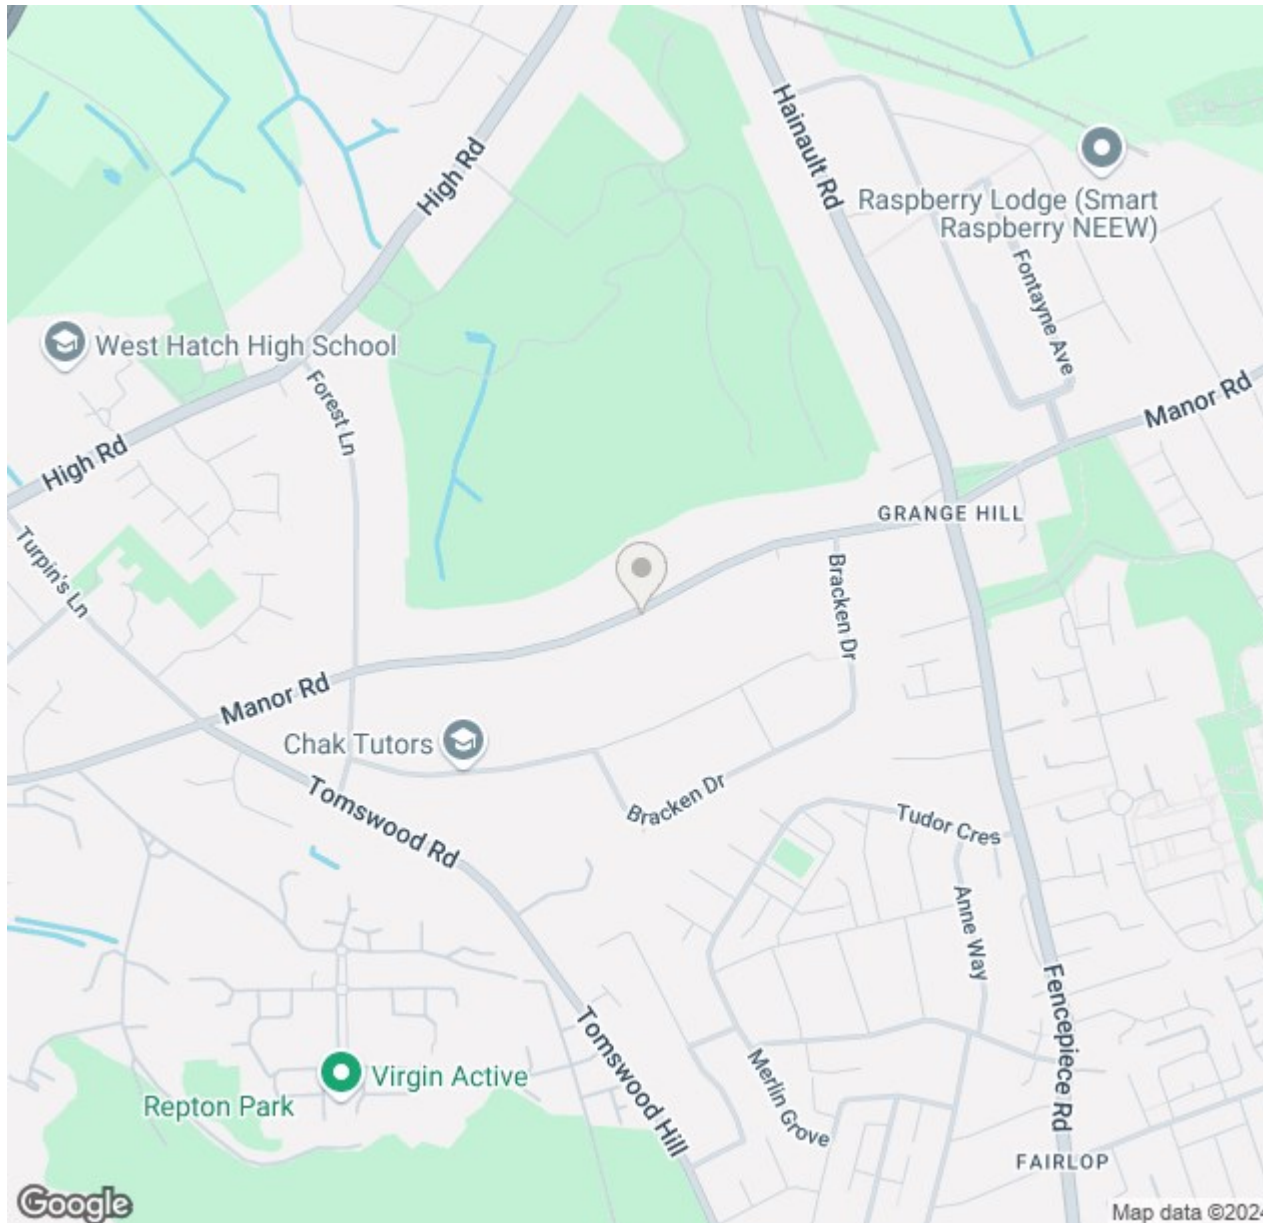 High Rd
Hainault Rd
Raspberry Lodge (Smart
Raspberry NEEW)
Fontayne Ave
West Hatch High School
Forest Ln
Manor Rd
High Rd
GRANGE HILL
Turpin's Ln
Bracken Dr
Manor Rd
Chak Tutors
Bracken Dr
Tomswood Rd
Tudor Cres
Anne Way
Fencepiece Rd
Tomswood Hill
Merlin Grove
Virgin Active
Repton Park
FAIRLOP
Google
Map data ©2024